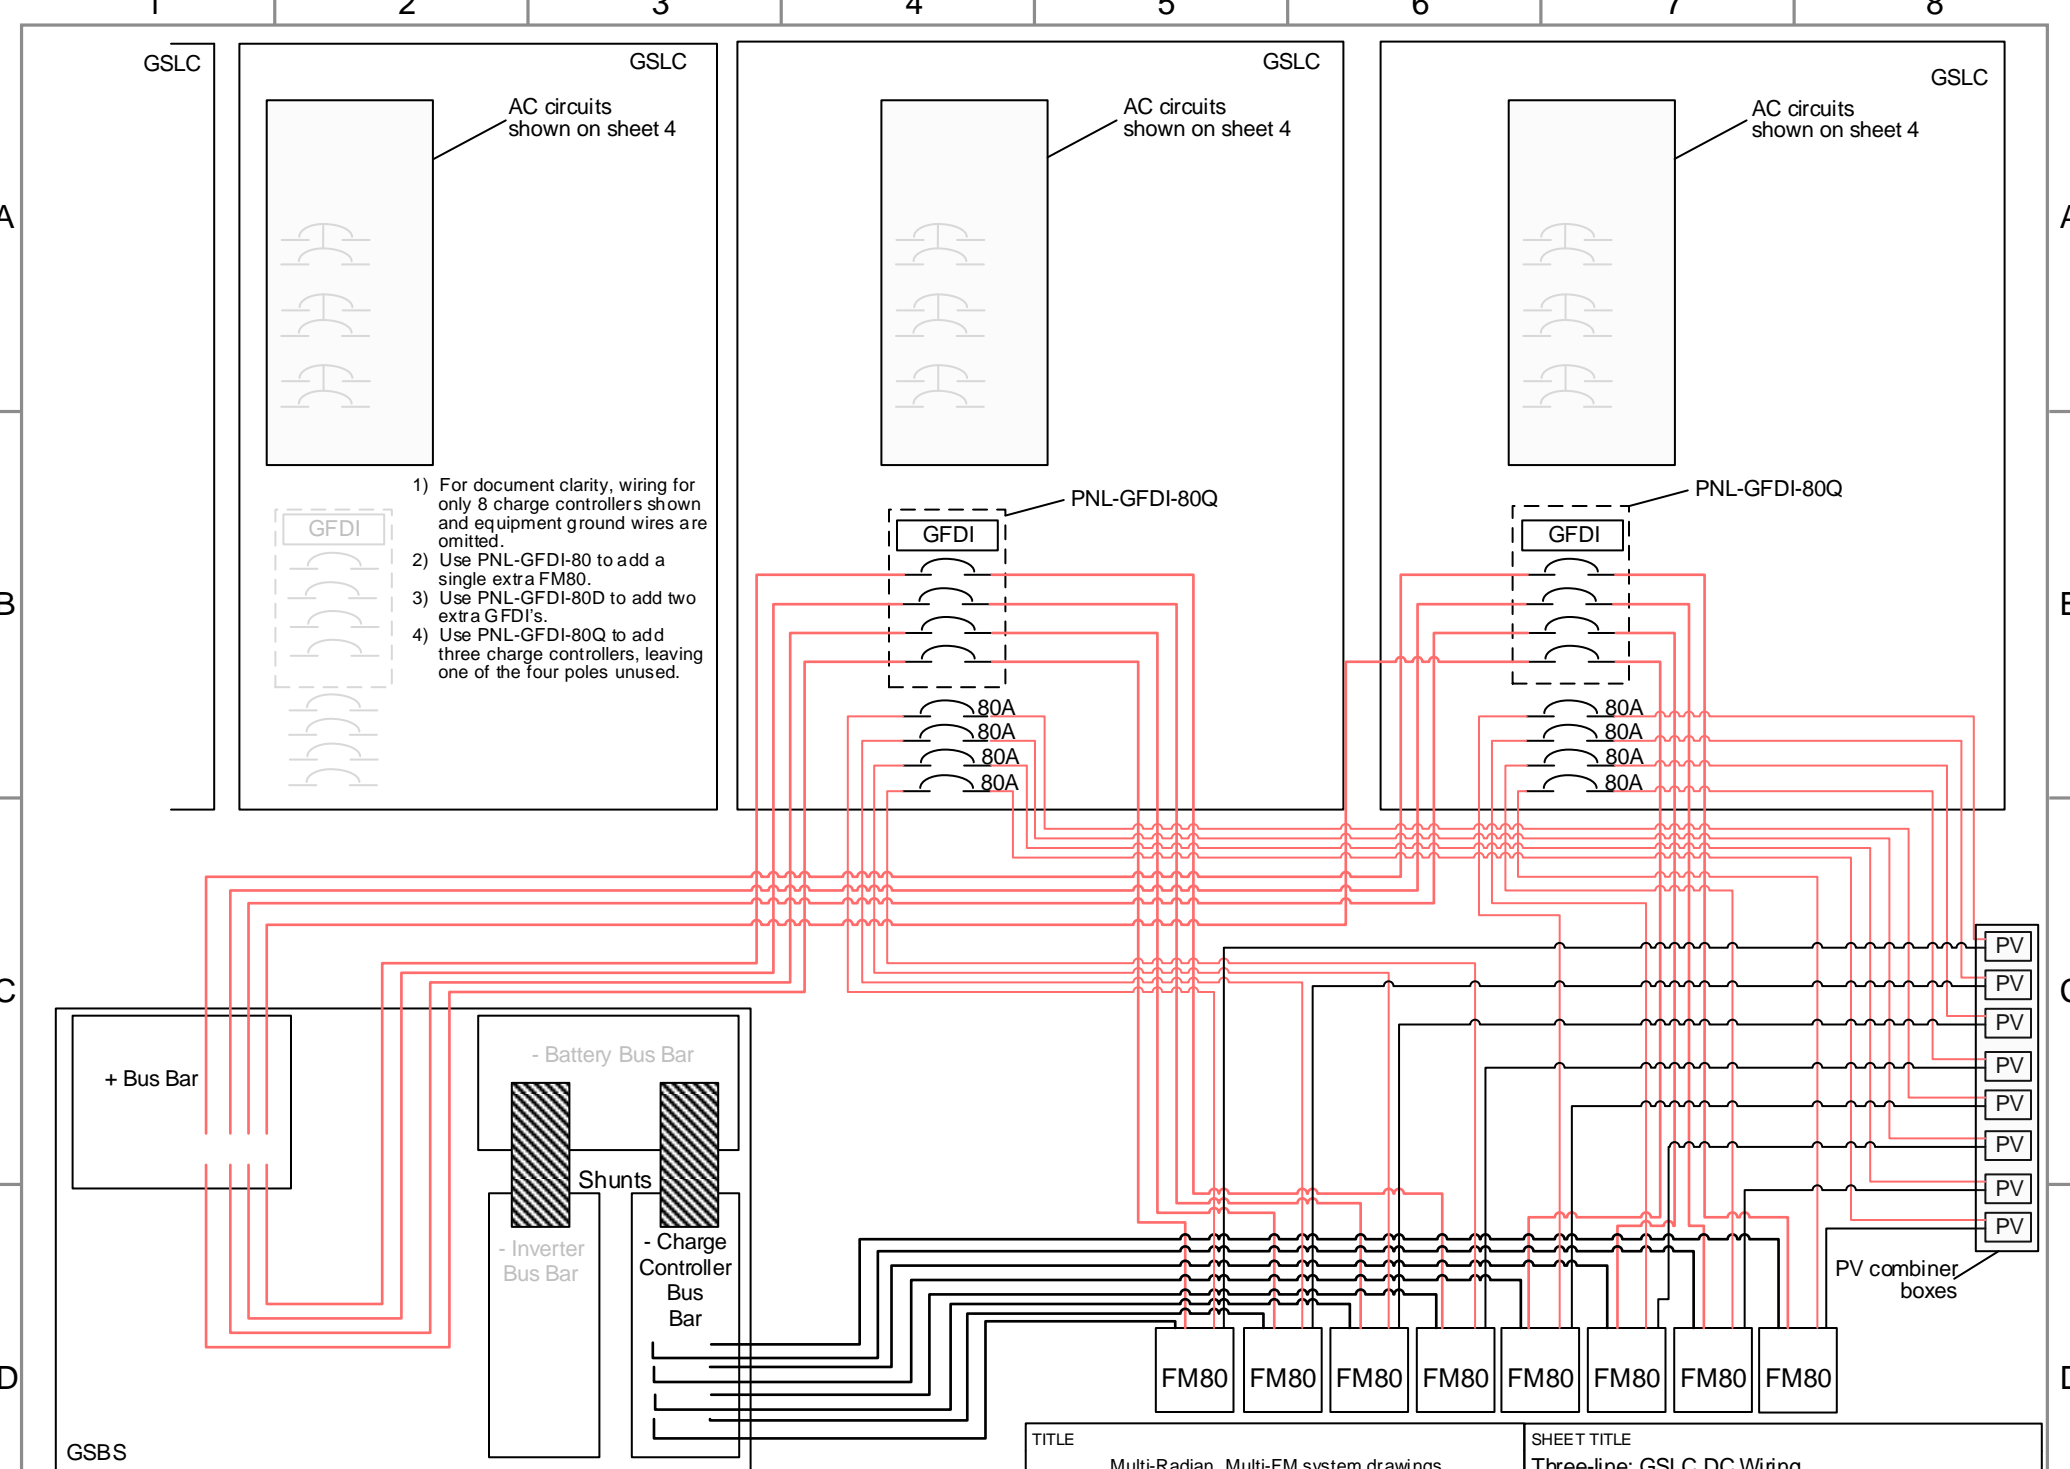 1 2 3 4 5 6 7 8
GSLC
GSLC
GSLC
GSLC
AC circuits
shown on sheet 4
AC circuits
shown on sheet 4
AC circuits
shown on sheet 4
A
A
B
C
C
D
GFDI
1) For document clarity, wiring for
only 8 charge controllers shown
and equipment ground wires are
omitted.
2) Use PNL-GFDI-80 to add a
single extra FM80.
3) Use PNL-GFDI-80D to add two
extra GFDI's.
4) Use PNL-GFDI-80Q to add
three charge controllers, leaving
one of the four poles unused.
PNL-GFDI-80Q
GFDI
80A
80A
80A
80A
PNL-GFDI-80Q
GFDI
80A
80A
80A
80A
PV
PV
PV
PV
PV
PV
PV
PV
PV combiner
boxes
+ Bus Bar
- Battery Bus Bar
Shunts
- Inverter
Bus Bar
- Charge
Controller
Bus
Bar
GSBS
FM80 FM80 FM80 FM80 FM80 FM80 FM80 FM80
TITLE
Multi-Radian, Multi-FM system drawings
SHEET TITLE
Three-line: GSLC DC Wiring